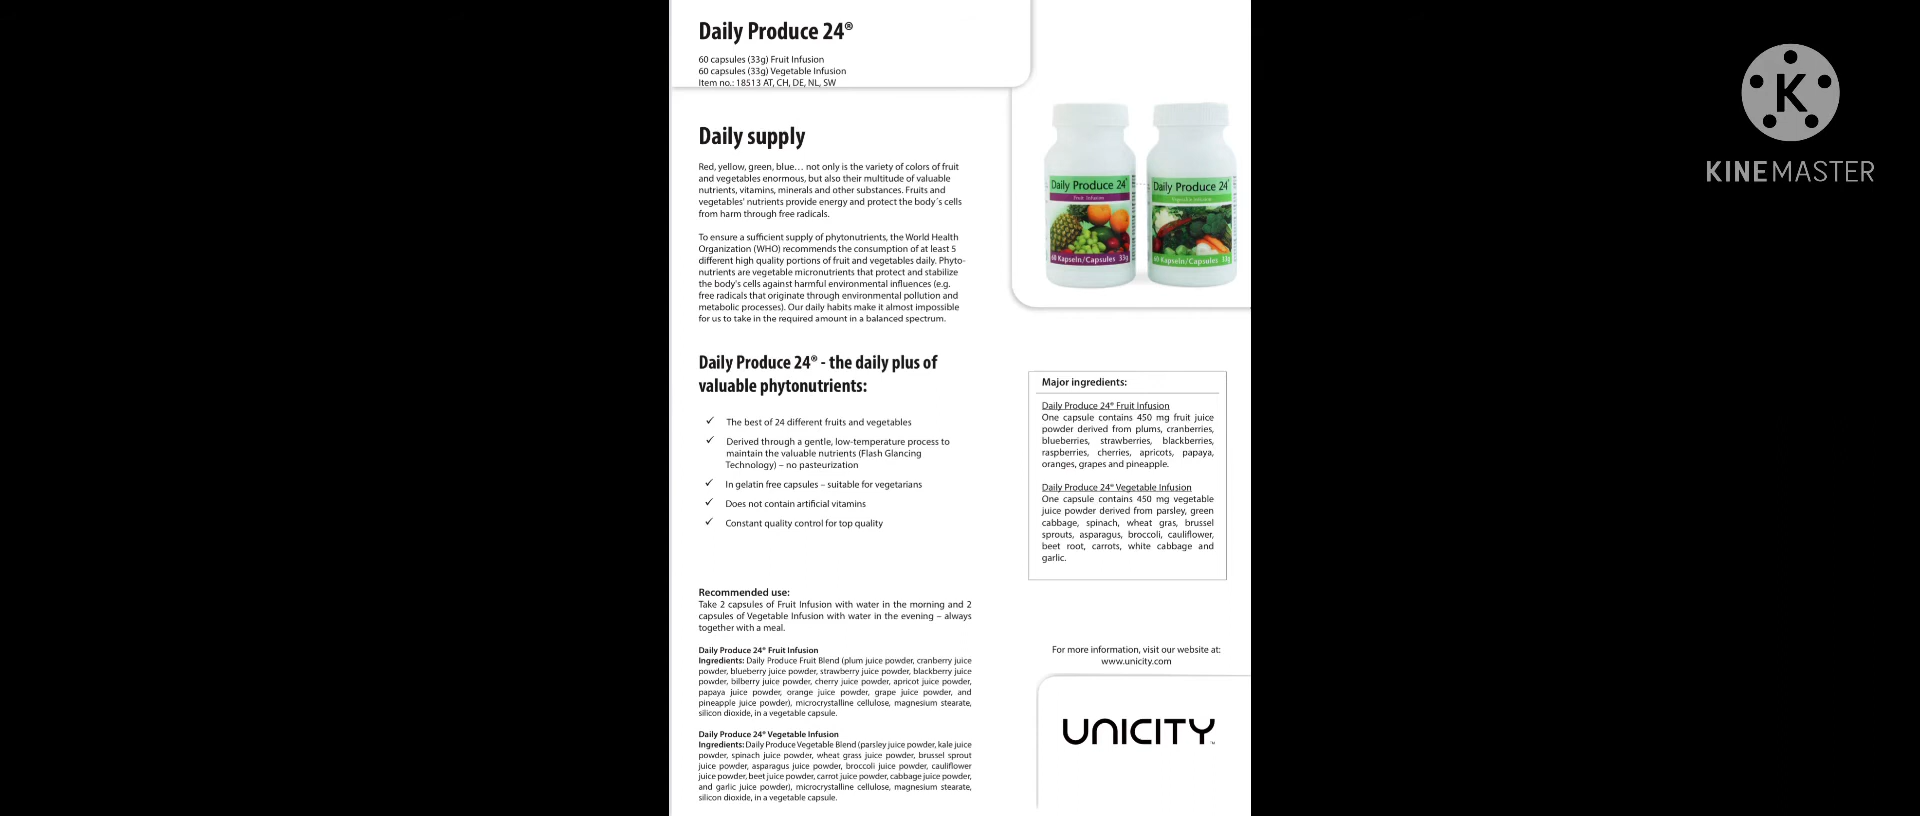 Daily Produce 24®
60 capsules (33g) Fruit Infusion
60 capsules (33g) Vegetable Infusion
Item no.: 18513 AT, CH, DE, NL, SW
Daily supply
Red, yellow, green, blue… not only is the variety of colors of fruit
and vegetables enormous, but also their multitude of valuable
nutrients, vitamins, minerals and other substances. Fruits and
vegetables' nutrients provide energy and protect the body´s cells
from harm through free radicals.
To ensure a sufficient supply of phytonutrients, the World Health
Organization (WHO) recommends the consumption of at least 5
different high quality portions of fruit and vegetables daily. Phyto-
nutrients are vegetable micronutrients that protect and stabilize
the body's cells against harmful environmental influences (e.g.
free radicals that originate through environmental pollution and
metabolic processes). Our daily habits make it almost impossible
for us to take in the required amount in a balanced spectrum.
Daily Produce 24® - the daily plus of
valuable phytonutrients:
✓ The best of 24 different fruits and vegetables
✓ Derived through a gentle, low-temperature process to
maintain the valuable nutrients (Flash Glancing
Technology) – no pasteurization
✓ In gelatin free capsules – suitable for vegetarians
✓ Does not contain artificial vitamins
✓ Constant quality control for top quality
Recommended use:
Take 2 capsules of Fruit Infusion with water in the morning and 2
capsules of Vegetable Infusion with water in the evening – always
together with a meal.
Daily Produce 24® Fruit Infusion
Ingredients: Daily Produce Fruit Blend (plum juice powder, cranberry juice
powder, blueberry juice powder, strawberry juice powder, blackberry juice
powder, bilberry juice powder, cherry juice powder, apricot juice powder,
papaya juice powder, orange juice powder, grape juice powder, and
pineapple juice powder), microcrystalline cellulose, magnesium stearate,
silicon dioxide, in a vegetable capsule.
Daily Produce 24® Vegetable Infusion
Ingredients: Daily Produce Vegetable Blend (parsley juice powder, kale juice
powder, spinach juice powder, wheat grass juice powder, brussel sprout
juice powder, asparagus juice powder, broccoli juice powder, cauliflower
juice powder, beet juice powder, carrot juice powder, cabbage juice powder,
and garlic juice powder), microcrystalline cellulose, magnesium stearate,
silicon dioxide, in a vegetable capsule.
Daily Produce 24®
Fruit Infusion
60 Kapseln/Capsules 33g
Daily Produce 24®
Vegetable Infusion
60 Kapseln/Capsules 33g
Major ingredients:
Daily Produce 24® Fruit Infusion
One capsule contains 450 mg fruit juice
powder derived from plums, cranberries,
blueberries, strawberries, blackberries,
raspberries, cherries, apricots, papaya,
oranges, grapes and pineapple.
Daily Produce 24® Vegetable Infusion
One capsule contains 450 mg vegetable
juice powder derived from parsley, green
cabbage, spinach, wheat gras, brussel
sprouts, asparagus, broccoli, cauliflower,
beet root, carrots, white cabbage and
garlic.
For more information, visit our website at:
www.unicity.com
UNICITY™
K
KINEMASTER